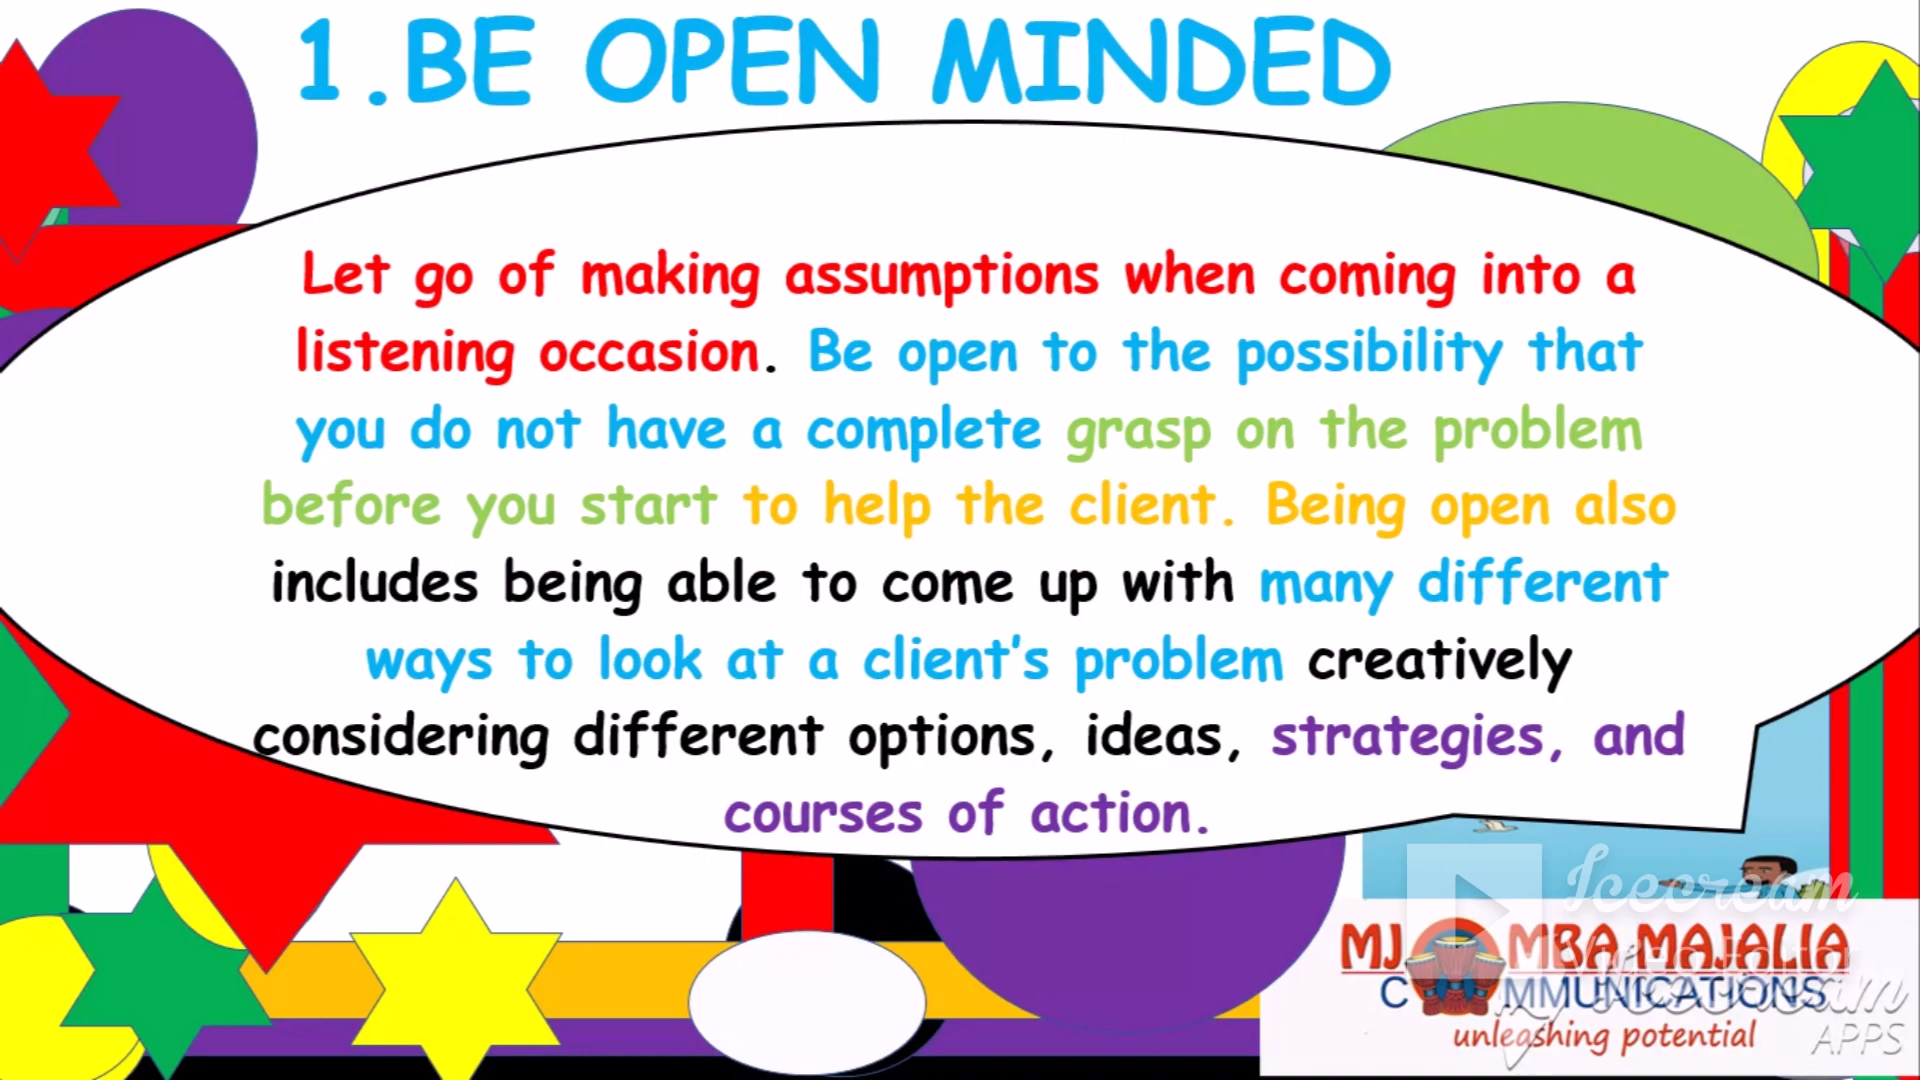 1.BE OPEN MINDED
Let go of making assumptions when coming into a
listening occasion. Be open to the possibility that
you do not have a complete grasp on the problem
before you start to help the client. Being open also
includes being able to come up with many different
ways to look at a client’s problem creatively
considering different options, ideas, strategies, and
courses of action.
Icecream
MJOMBA MAJALIA
COMMUNICATIONS
unleashing potential
APPS